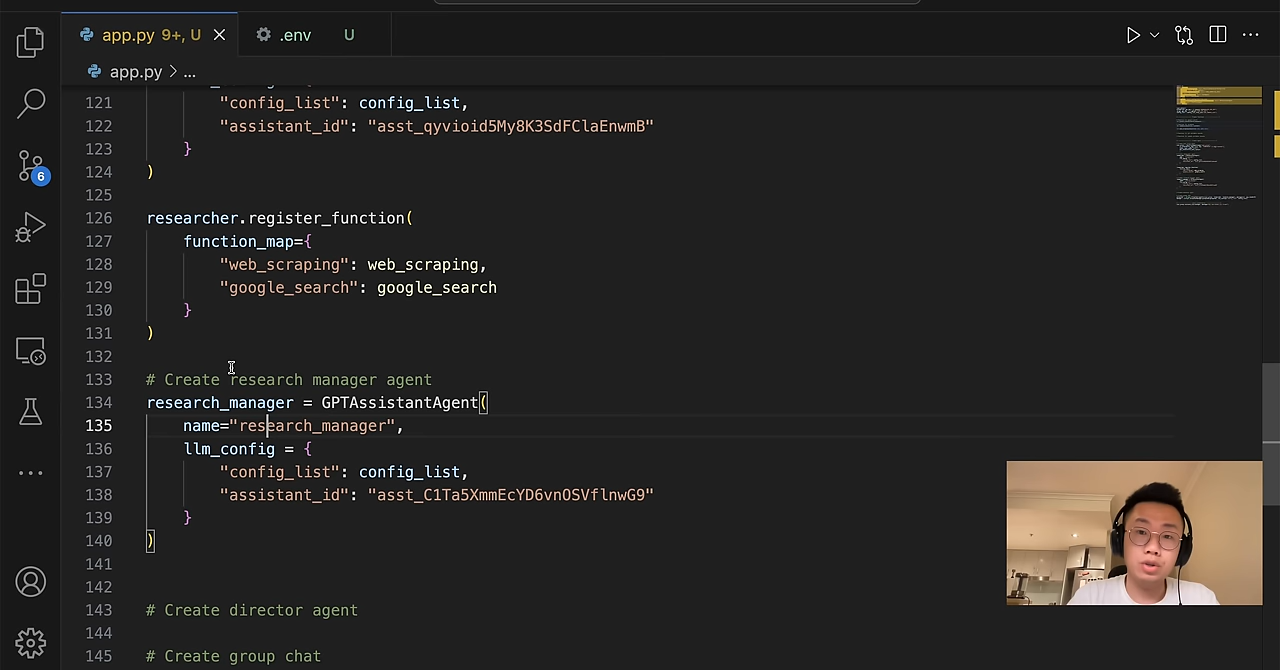 app.py 9+, U
.env U
app.py > ...
121 "config_list": config_list,
122 "assistant_id": "asst_qyvioid5My8K3SdFClaEnwmB"
123 }
124 )
125
126 researcher.register_function(
127 function_map={
128 "web_scraping": web_scraping,
129 "google_search": google_search
130 }
131 )
132
133 # Create research manager agent
134 research_manager = GPTAssistantAgent(
135 name="research_manager",
136 llm_config = {
137 "config_list": config_list,
138 "assistant_id": "asst_C1Ta5XmmEcYD6vnOSVflnwG9"
139 }
140 )
141
142
143 # Create director agent
144
145 # Create group chat
6